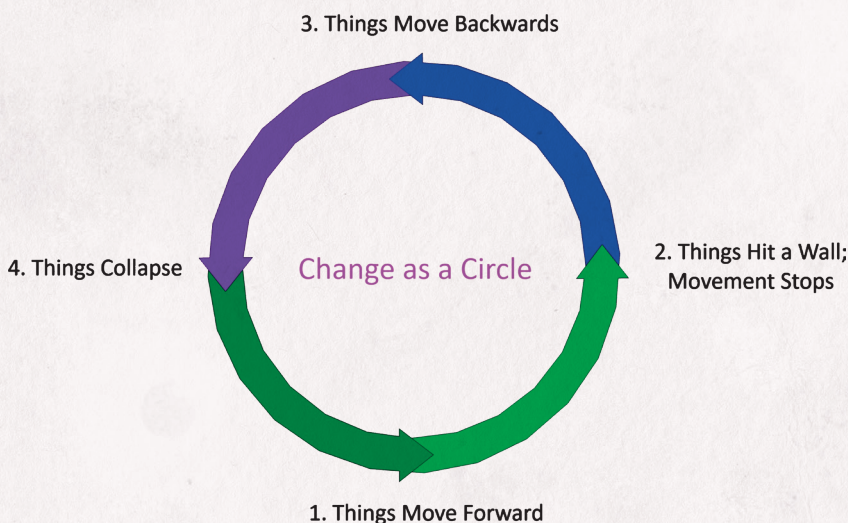 3. Things Move Backwards
4. Things Collapse
Change as a Circle
2. Things Hit a Wall;
Movement Stops
1. Things Move Forward